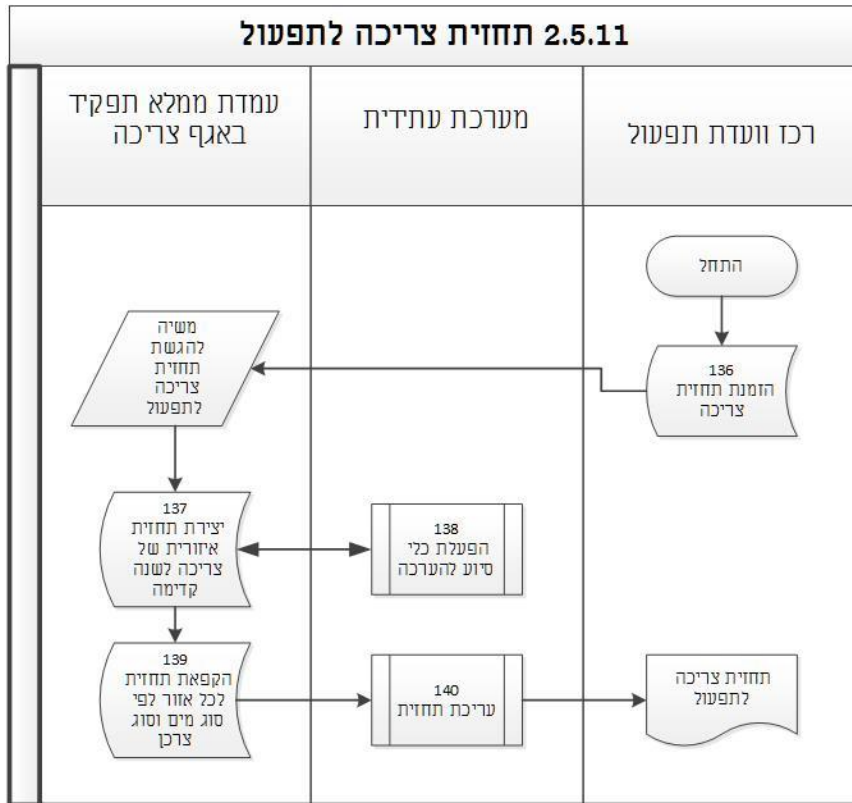 2.5.11 תחזית צריכה לתפעול
רכז וועדת תפעול
מערכת עתידית
עמדת ממלא תפקיד
באגף צריכה
התחל
136
הזמנת תחזית
צריכה
משיה
להגשת
תחזית
צריכה
לתפעול
137
יצירת תחזית
איזורית של
צריכה לשנה
קדימה
138
הפעלת כלי
סיוע להערכה
139
הקפאת תחזית
לכל אזור לפי
סוג מים וסוג
צרכן
140
עריכת תחזית
תחזית צריכה
לתפעול